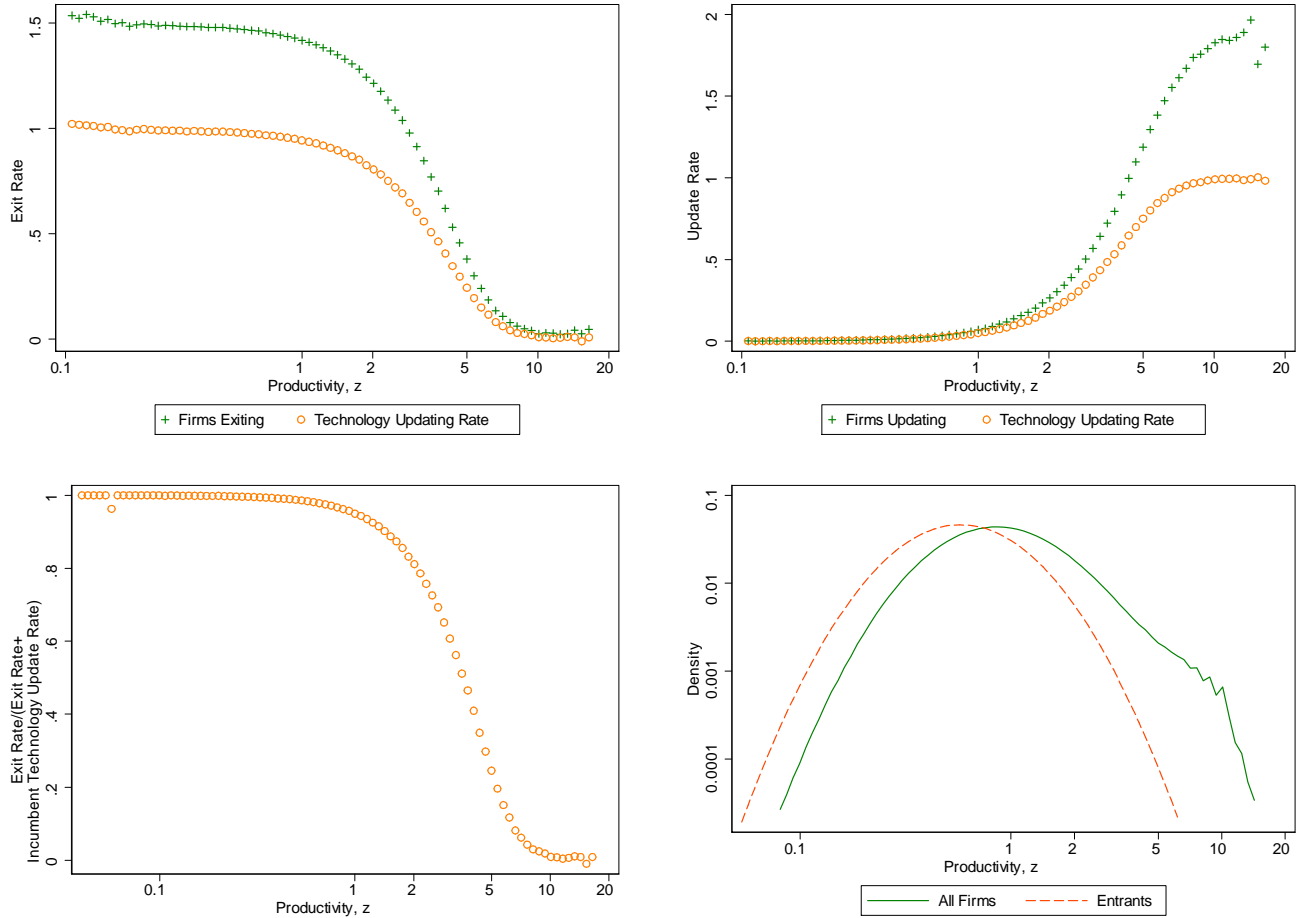 1.5
1
.5
0
Exit Rate
0.1 1 2 5 10 20
Productivity, z
Firms Exiting Technology Updating Rate
2
1.5
1
.5
0
Update Rate
0.1 1 2 5 10 20
Productivity, z
Firms Updating Technology Updating Rate
1
.8
.6
.4
.2
0
Exit Rate/(Exit Rate+
Incumbent Technology Update Rate)
0.1 1 2 5 10 20
Productivity, z
0.1
0.01
0.001
0.0001
Density
0.1 1 2 5 10 20
Productivity, z
All Firms Entrants